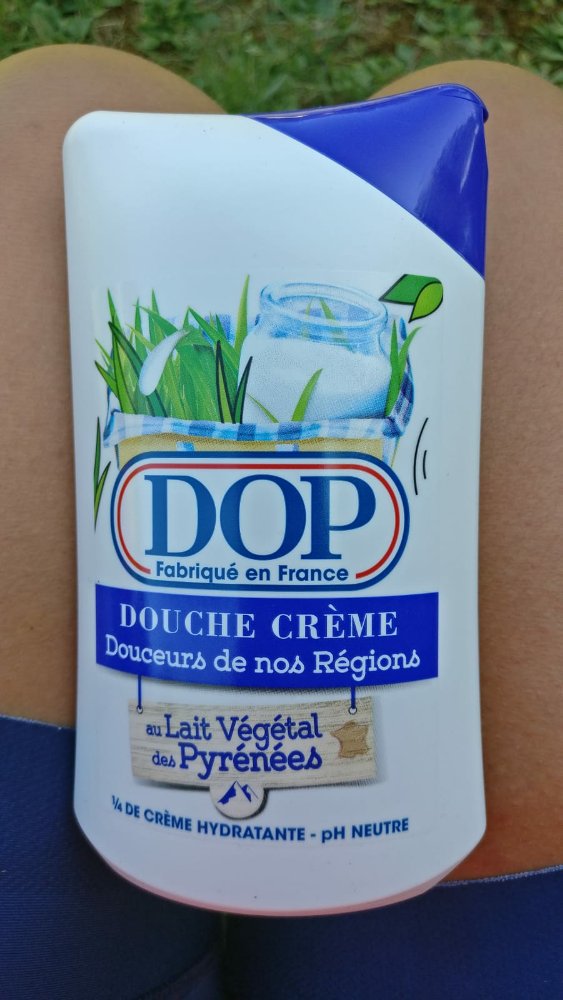 DOP
Fabriqué en France
DOUCHE CRÈME
Douceurs de nos Régions
au Lait Végétal
des Pyrénées
¼ DE CRÈME HYDRATANTE - pH NEUTRE